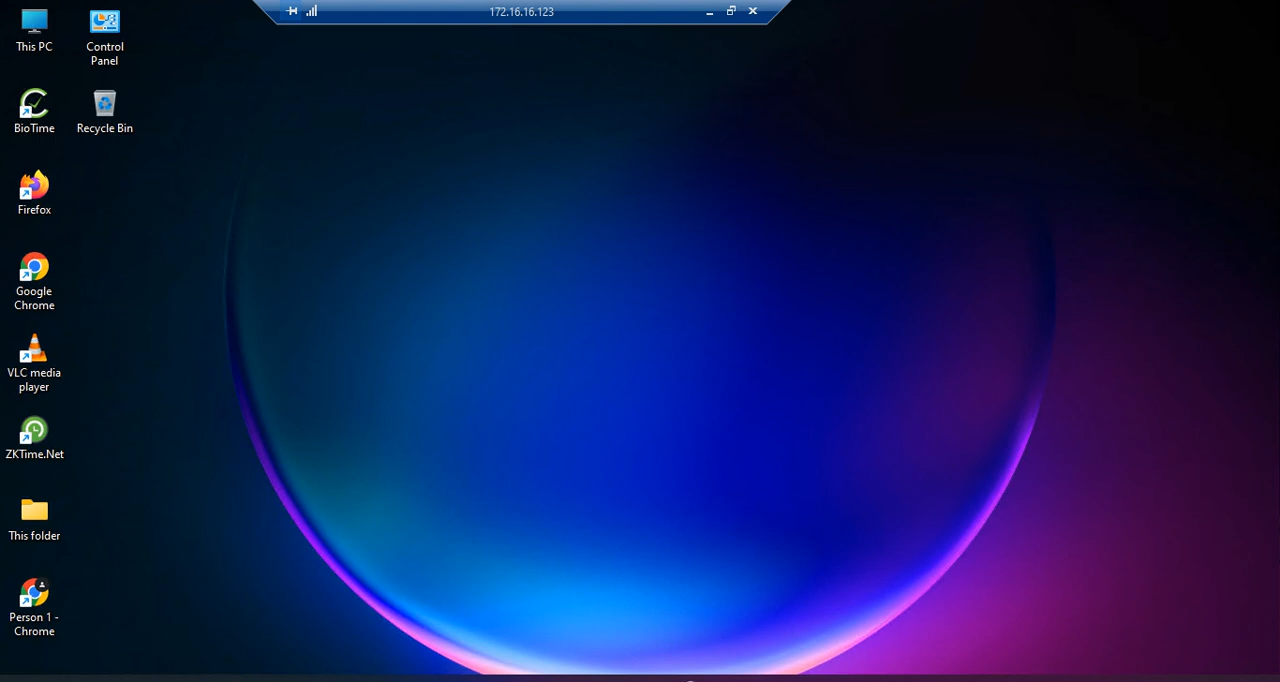 172.16.16.123
This PC
Control
Panel
BioTime
Recycle Bin
Firefox
Google
Chrome
VLC media
player
ZKTime.Net
This folder
Person 1 -
Chrome